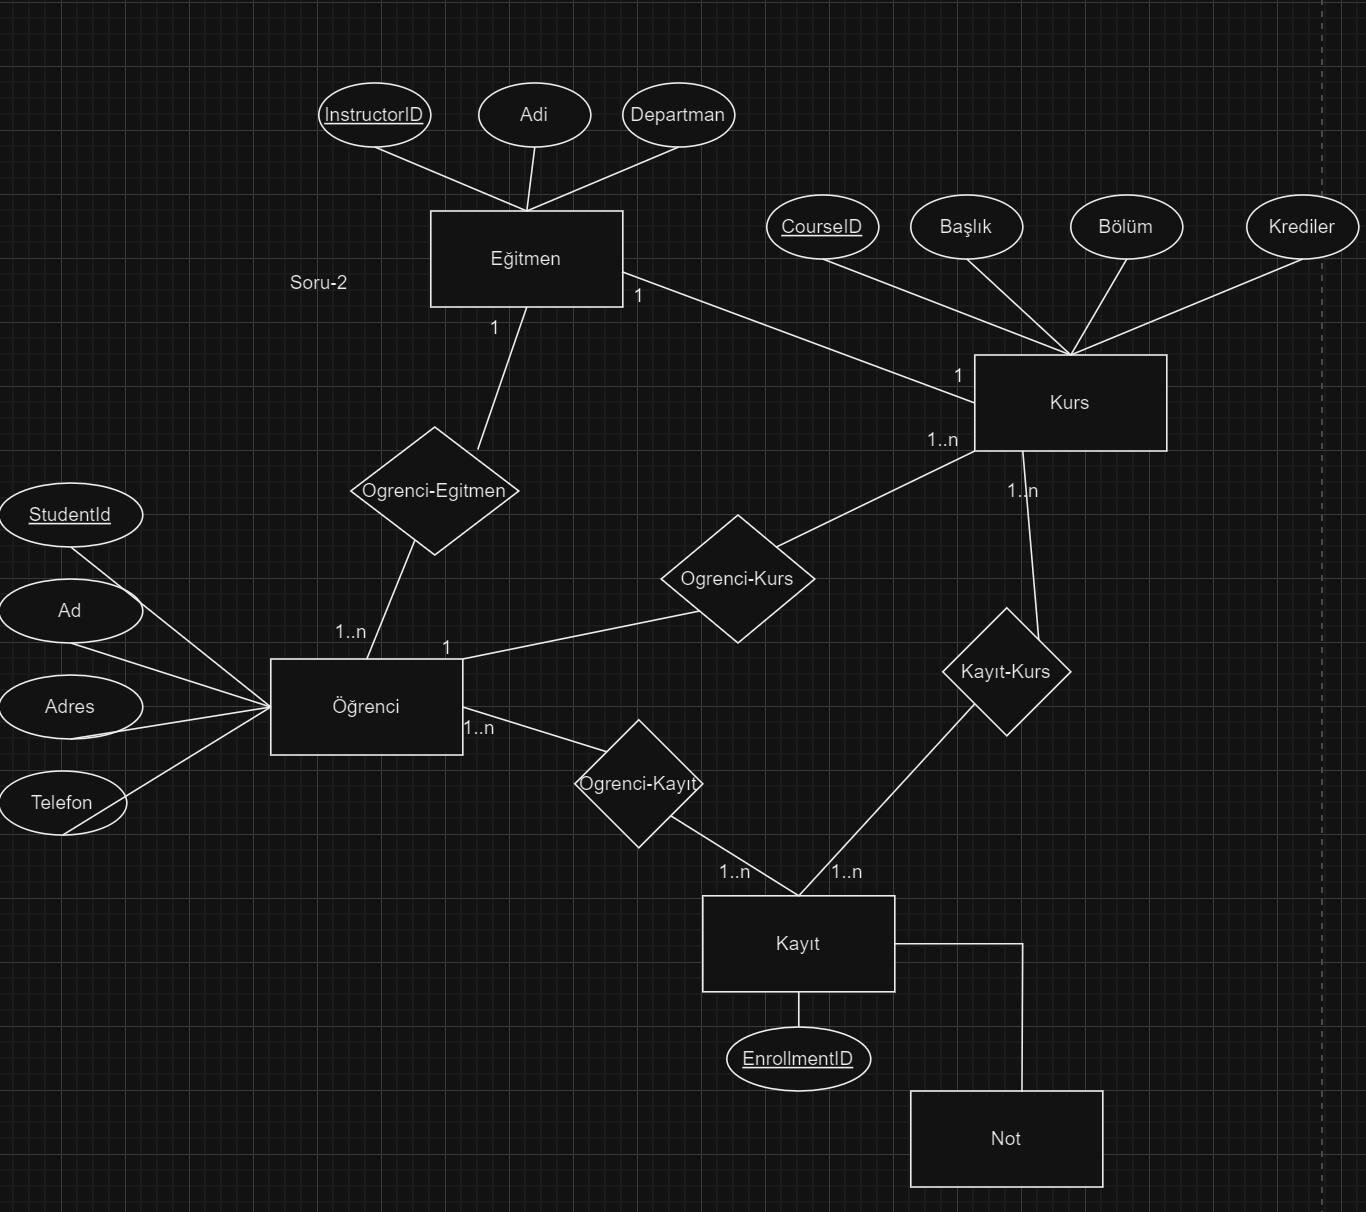 InstructorID
Adi
Departman
CourseID
Başlık
Bölüm
Krediler
Eğitmen
Soru-2
1
1
1
Kurs
1..n
Ogrenci-Egitmen
1..n
StudentId
Ogrenci-Kurs
Ad
1..n
1
Kayıt-Kurs
Adres
Öğrenci
1..n
Ogrenci-Kayıt
Telefon
1..n
1..n
Kayıt
EnrollmentID
Not